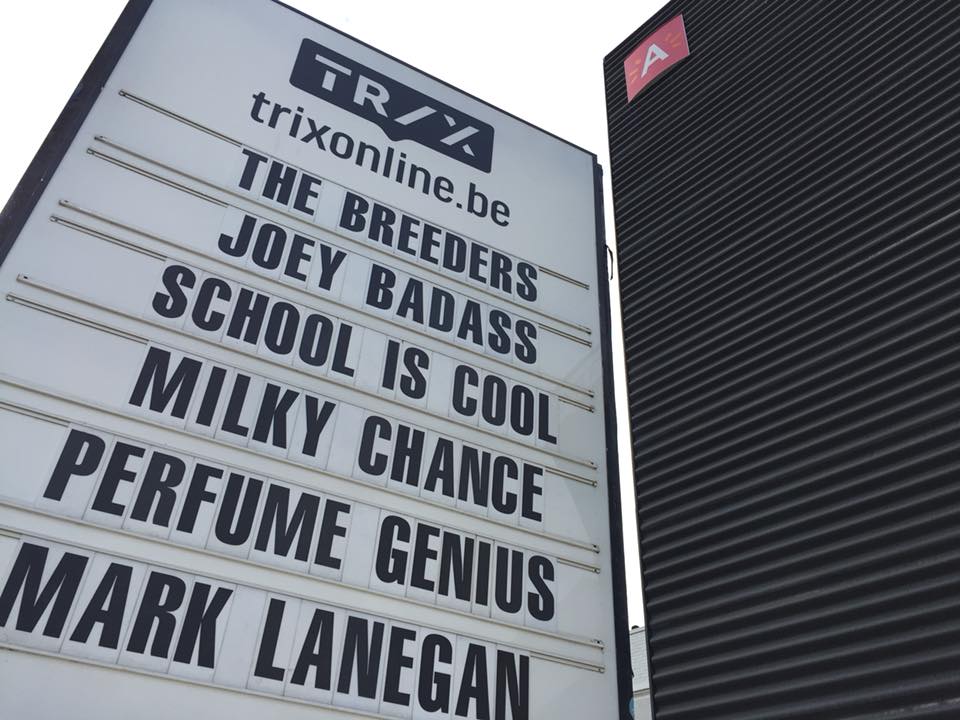 TRIX
trixonline.be
THE BREEDERS
JOEY BADASS
SCHOOL IS COOL
MILKY CHANCE
PERFUME GENIUS
MARK LANEGAN
A